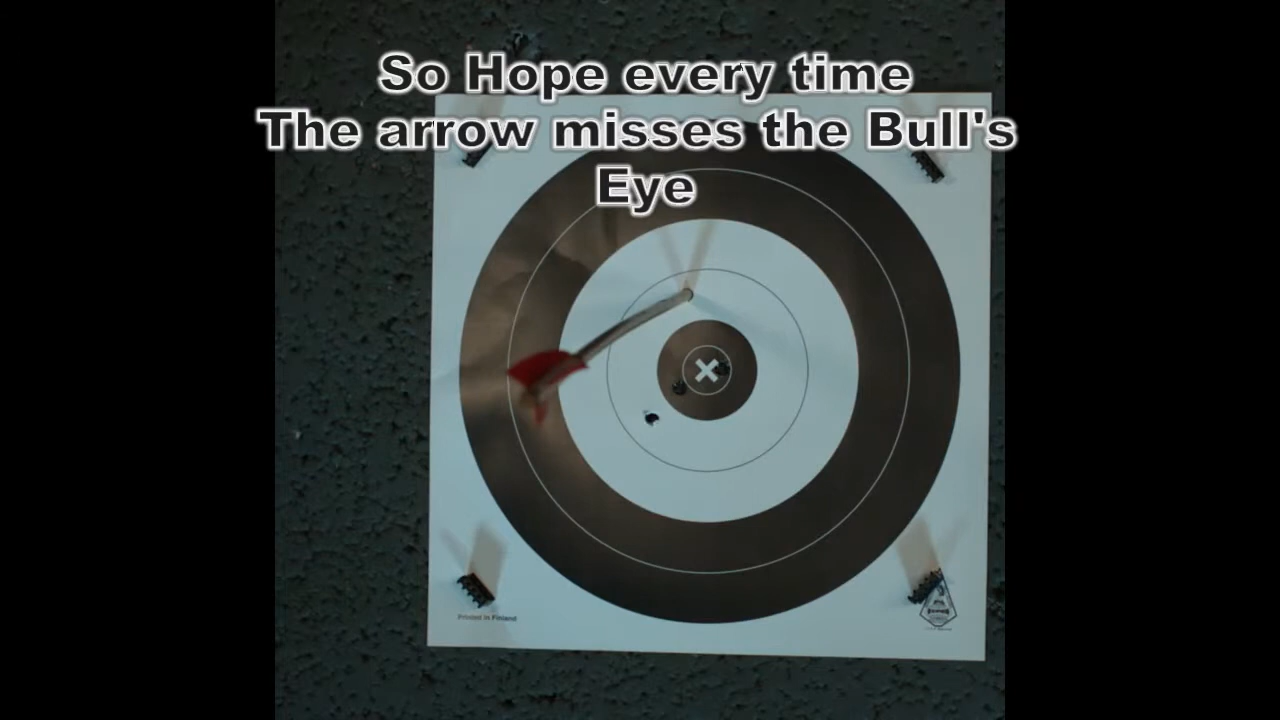 So Hope every time
The arrow misses the Bull's
Eye
Printed in Finland